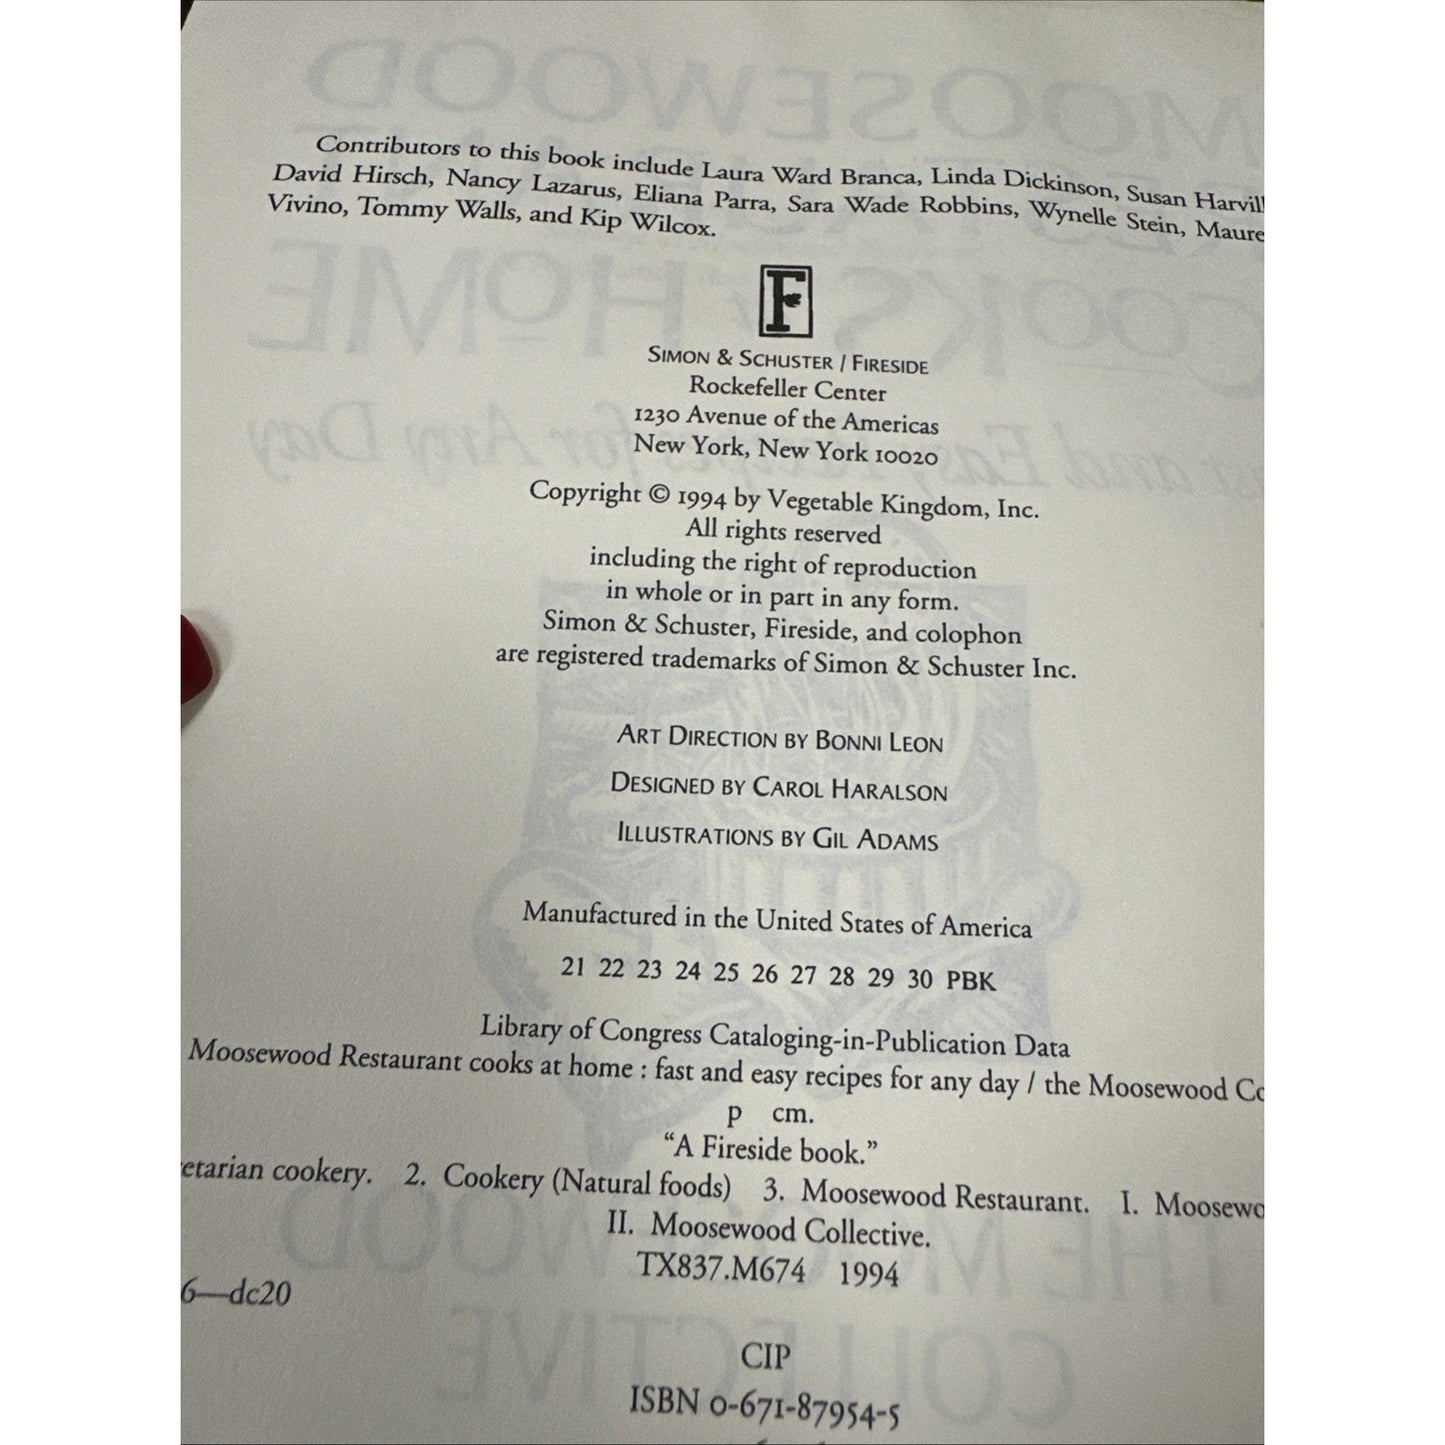 Contributors to this book include Laura Ward Branca, Linda Dickinson, Susan Harvill
David Hirsch, Nancy Lazarus, Eliana Parra, Sara Wade Robbins, Wynelle Stein, Maure
Vivino, Tommy Walls, and Kip Wilcox.
F
SIMON & SCHUSTER / FIRESIDE
Rockefeller Center
1230 Avenue of the Americas
New York, New York 10020
Copyright © 1994 by Vegetable Kingdom, Inc.
All rights reserved
including the right of reproduction
in whole or in part in any form.
Simon & Schuster, Fireside, and colophon
are registered trademarks of Simon & Schuster Inc.
ART DIRECTION BY BONNI LEON
DESIGNED BY CAROL HARALSON
ILLUSTRATIONS BY GIL ADAMS
Manufactured in the United States of America
21 22 23 24 25 26 27 28 29 30 PBK
Library of Congress Cataloging-in-Publication Data
Moosewood Restaurant cooks at home : fast and easy recipes for any day / the Moosewood Co
p cm.
“A Fireside book.”
etarian cookery. 2. Cookery (Natural foods) 3. Moosewood Restaurant. I. Moosewo
II. Moosewood Collective.
TX837.M674 1994
6—dc20
CIP
ISBN 0-671-87954-5